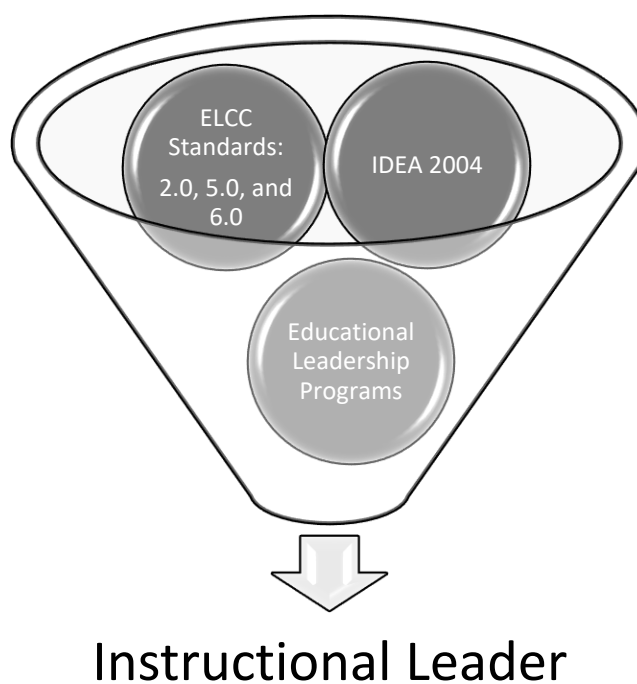 ELCC
Standards:
2.0, 5.0, and
6.0
IDEA 2004
Educational
Leadership
Programs
Instructional Leader